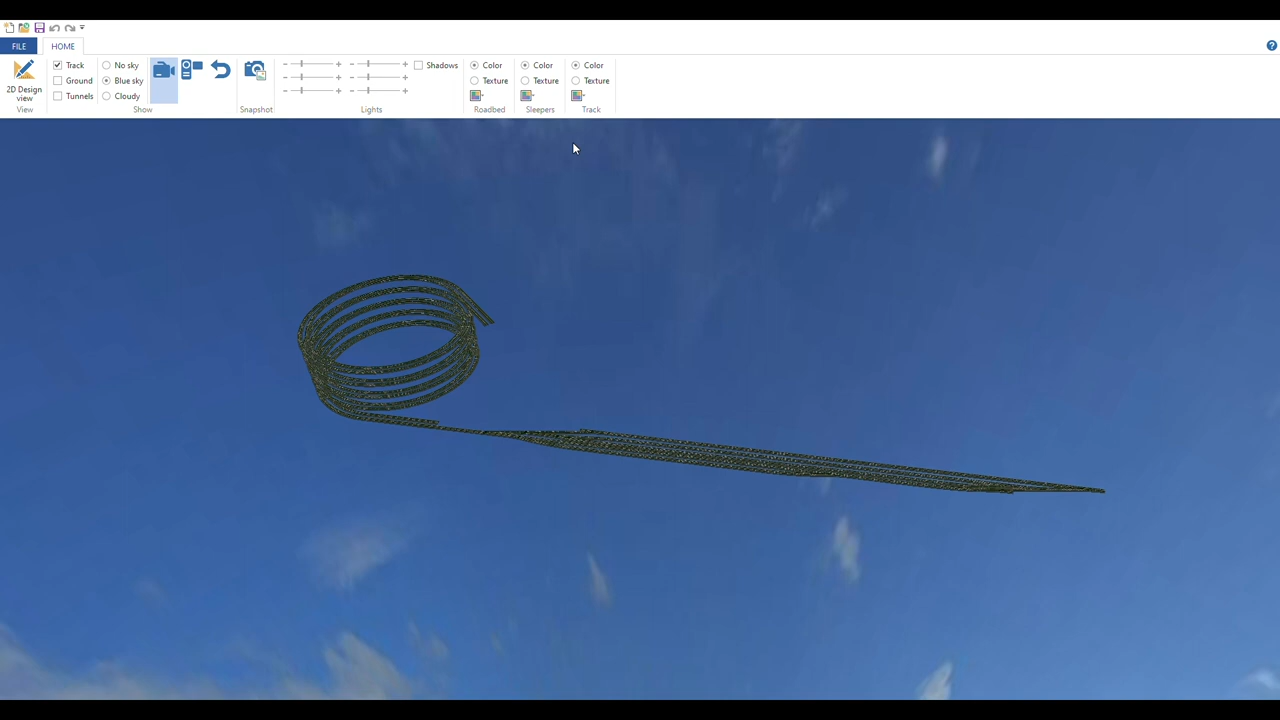 FILE
HOME
Track
Ground
Tunnels
No sky
Blue sky
Cloudy
Shadows
Color
Texture
Color
Texture
Color
Texture
2D Design
view
View
Show
Snapshot
Lights
Roadbed
Sleepers
Track